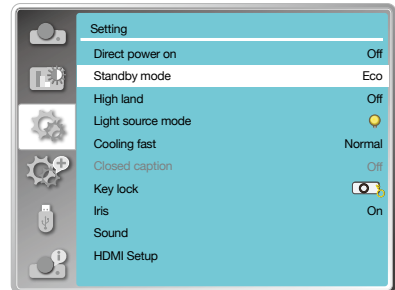 Setting
Direct power on Off
Standby mode Eco
High land Off
Light source mode
Cooling fast Normal
Closed caption Off
Key lock
Iris On
Sound
HDMI Setup